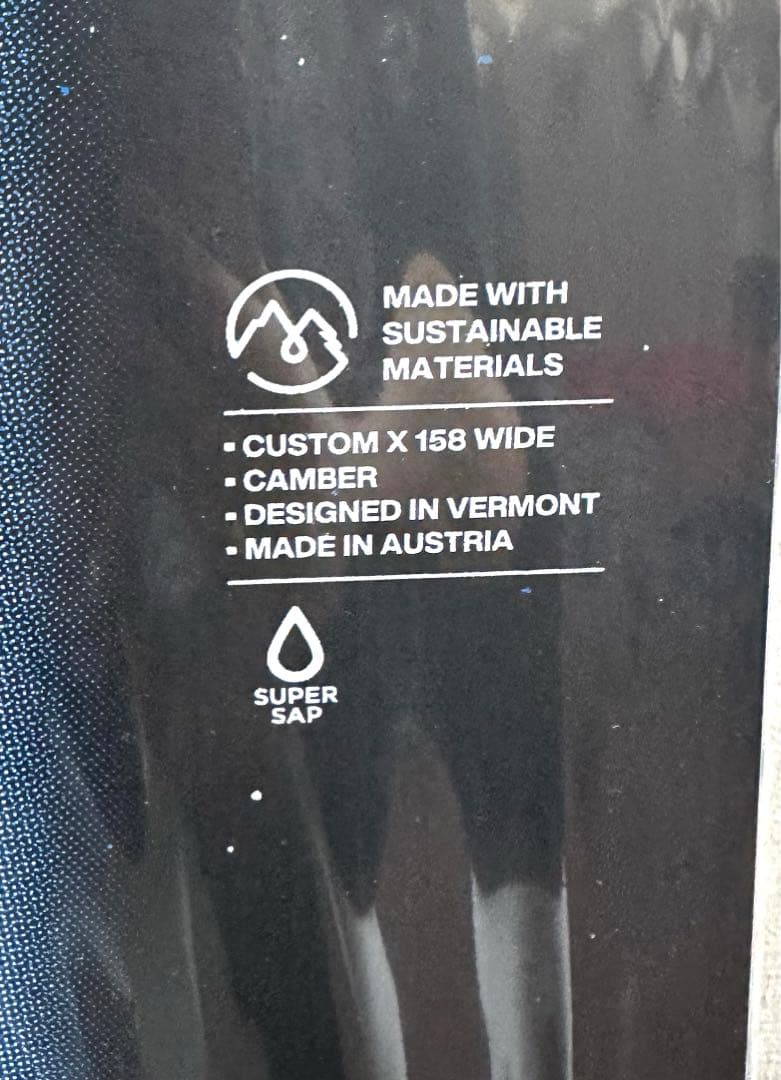 MADE WITH
SUSTAINABLE
MATERIALS
▪ CUSTOM X 158 WIDE
▪ CAMBER
▪ DESIGNED IN VERMONT
▪ MADE IN AUSTRIA
SUPER
SAP